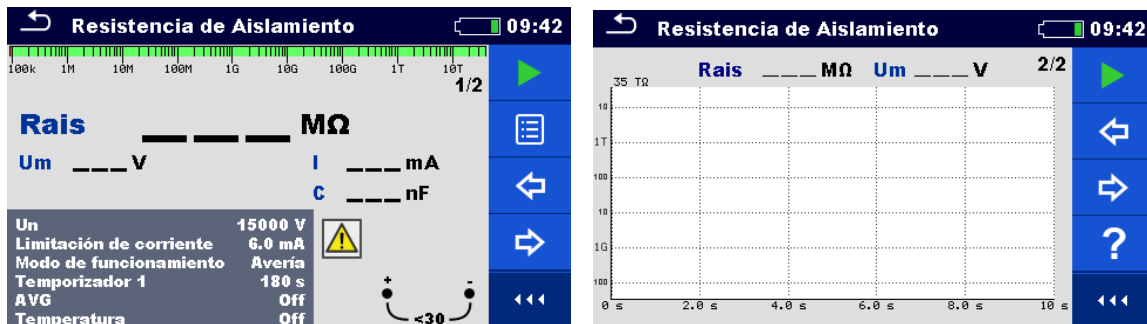 Resistencia de Aislamiento 09:42
100k 1M 10M 100M 1G 10G 100G 1T 10T
1/2
Rais ___ MΩ
Um ___ V I ___ mA
C ___ nF
Un 15000 V
Limitación de corriente 6.0 mA
Modo de funcionamiento Avería
Temporizador 1 180 s
AVG Off
Temperatura Off
+ -
<30
Resistencia de Aislamiento 09:42
Rais ___ MΩ Um ___ V 2/2
35 TΩ
10
1T
100
10
1G
100
0 s 2.0 s 4.0 s 6.0 s 8.0 s 10 s
?